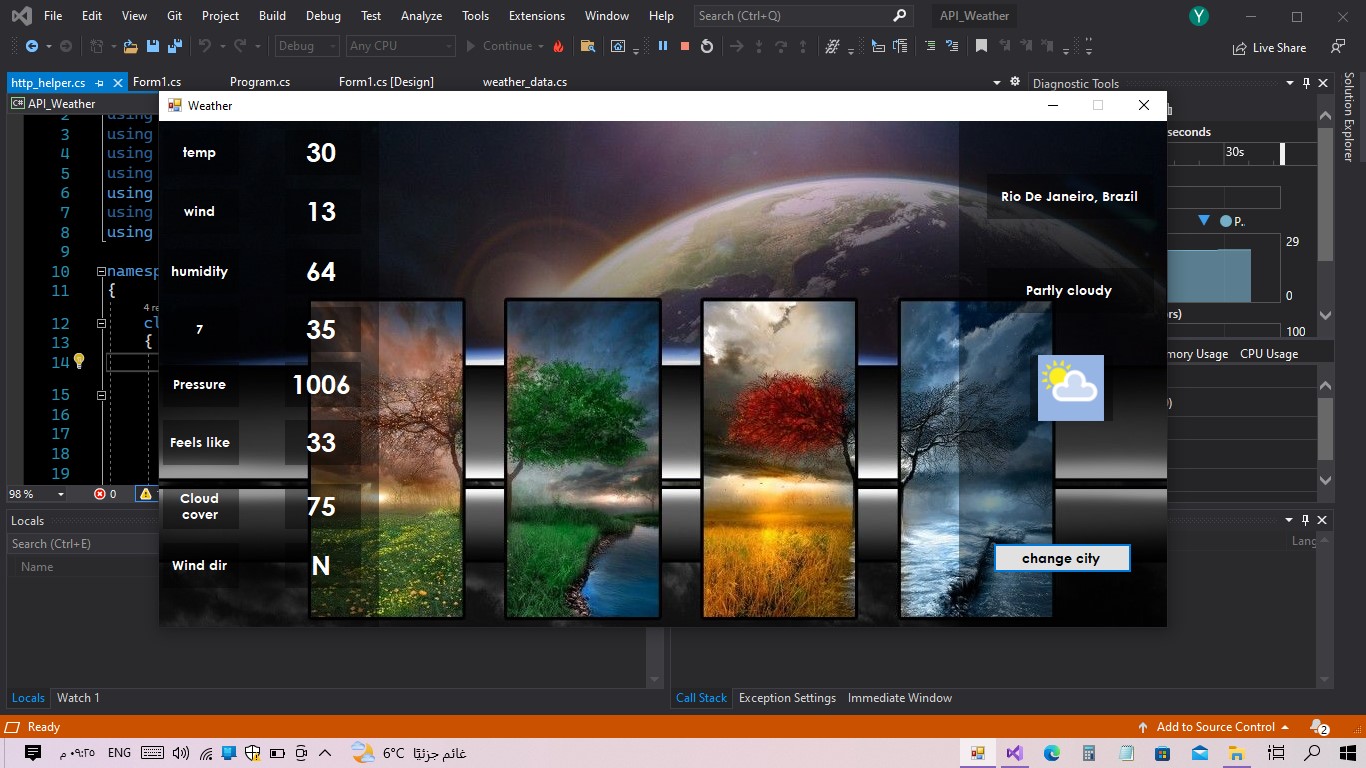 File Edit View Git Project Build Debug Test Analyze Tools Extensions Window Help Search (Ctrl+Q) API_Weather Y
Debug Any CPU Continue Live Share
http_helper.cs Form1.cs Program.cs Form1.cs [Design] weather_data.cs Diagnostic Tools
C# API_Weather
Weather
Solution Explorer
2 using
3 using
4 using
5 using
6 using
7 using
8 using
9
10 namesp
11 {
4 re
12 cl
13 {
14
15
16
17
18
19
temp 30
wind 13
humidity 64
7 35
Pressure 1006
Feels like 33
Cloud
cover 75
Wind dir N
Rio De Janeiro, Brazil
Partly cloudy
change city
seconds
30s
P..
29
0
ors)
100
mory Usage CPU Usage
98 % 0
Locals
Search (Ctrl+E)
Name
Lang
Locals Watch 1
Call Stack Exception Settings Immediate Window
Ready Add to Source Control 2
٠٩:٢٥ م ENG 6°C غائم جزئيًا